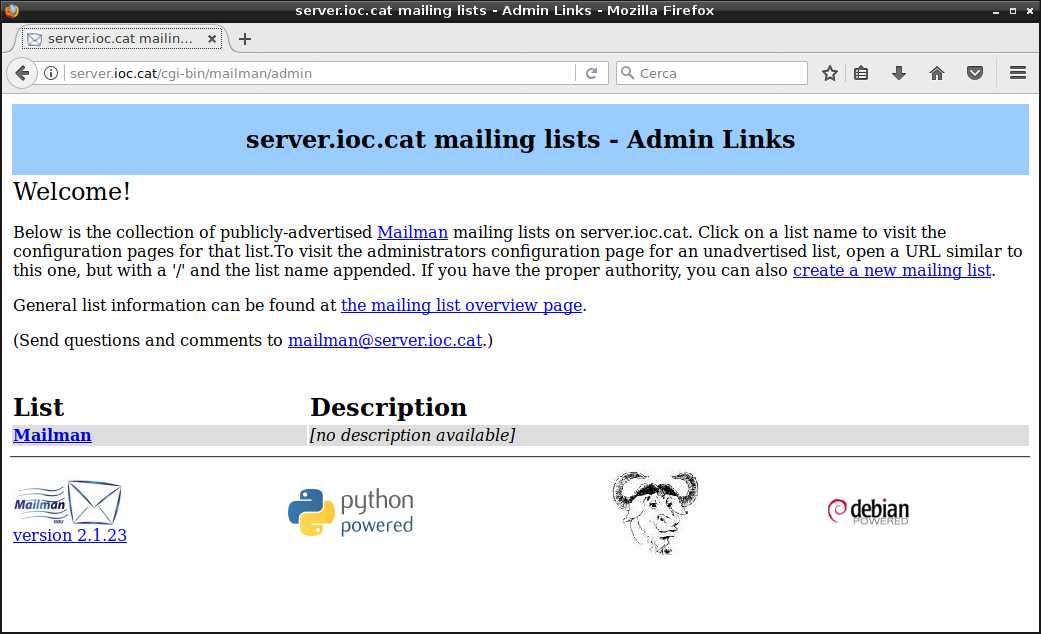 server.ioc.cat mailing lists - Admin Links - Mozilla Firefox
server.ioc.cat mailin...
server.ioc.cat/cgi-bin/mailman/admin
Cerca
server.ioc.cat mailing lists - Admin Links
Welcome!
Below is the collection of publicly-advertised Mailman mailing lists on server.ioc.cat. Click on a list name to visit the
configuration pages for that list.To visit the administrators configuration page for an unadvertised list, open a URL similar to
this one, but with a '/' and the list name appended. If you have the proper authority, you can also create a new mailing list.
General list information can be found at the mailing list overview page.
(Send questions and comments to mailman@server.ioc.cat.)
List Description
Mailman [no description available]
Mailman
python
powered
debian
POWERED
version 2.1.23